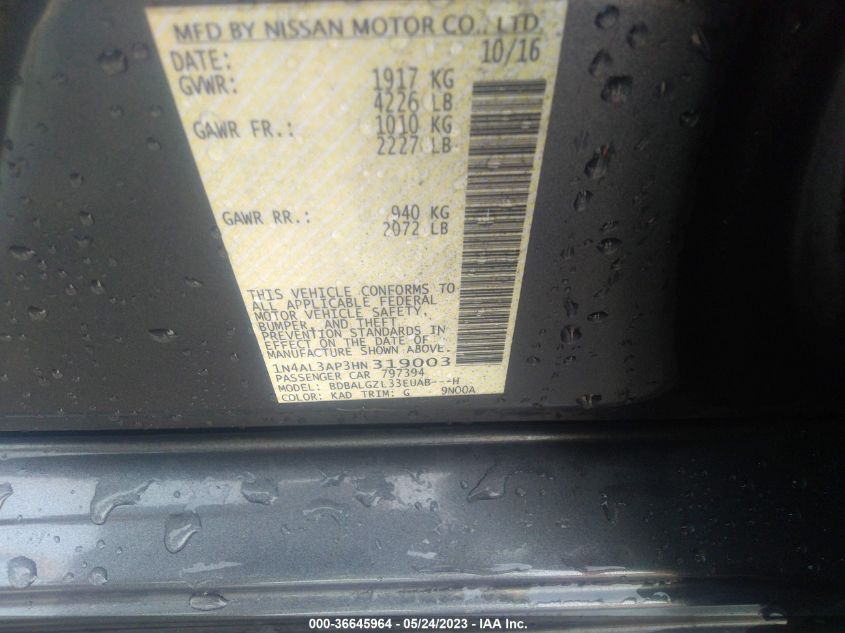 MFD BY NISSAN MOTOR CO., LTD.
DATE: 10/16
GVWR: 1917 KG
4226 LB
GAWR FR.: 1010 KG
2227 LB
GAWR RR.: 940 KG
2072 LB
THIS VEHICLE CONFORMS TO
ALL APPLICABLE FEDERAL
MOTOR VEHICLE SAFETY,
BUMPER, AND THEFT
PREVENTION STANDARDS IN
EFFECT ON THE DATE OF
MANUFACTURE SHOWN ABOVE.
1N4AL3AP3HN 319003
PASSENGER CAR 797394
MODEL: BDBALGZL33EUAB---H
COLOR: KAD TRIM: G 9N00A
000-36645964 - 05/24/2023 - IAA Inc.